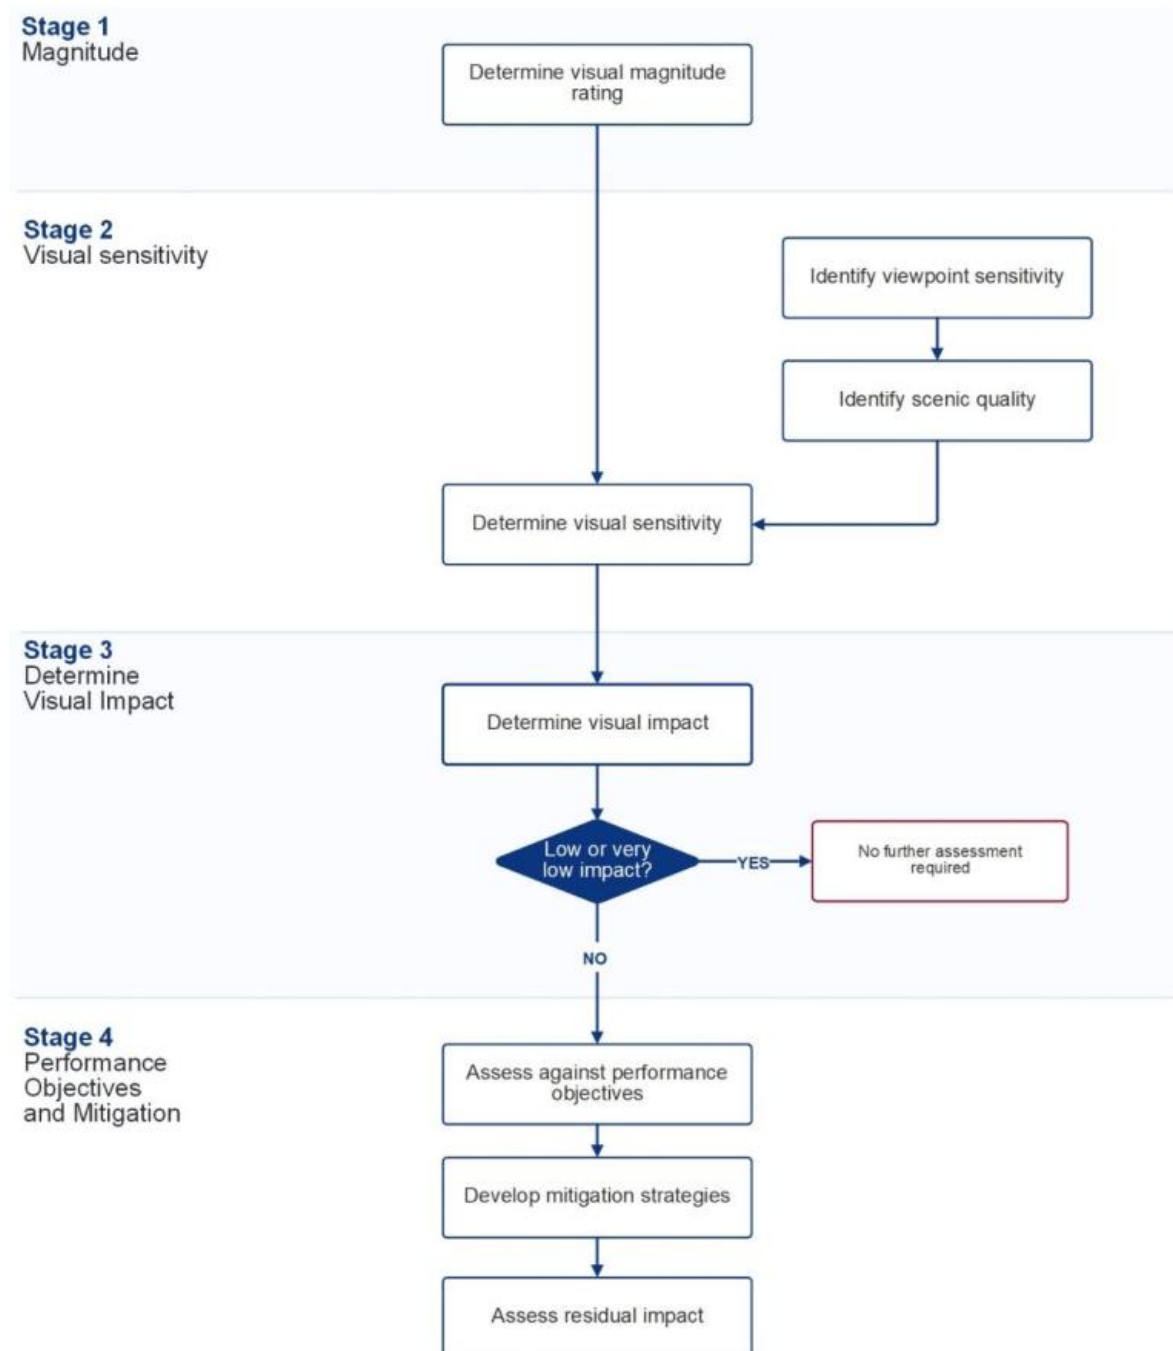 Stage 1
Magnitude
Determine visual magnitude
rating
Stage 2
Visual sensitivity
Identify viewpoint sensitivity
Identify scenic quality
Determine visual sensitivity
Stage 3
Determine
Visual Impact
Determine visual impact
Low or very
low impact?
YES
No further assessment
required
NO
Stage 4
Performance
Objectives
and Mitigation
Assess against performance
objectives
Develop mitigation strategies
Assess residual impact